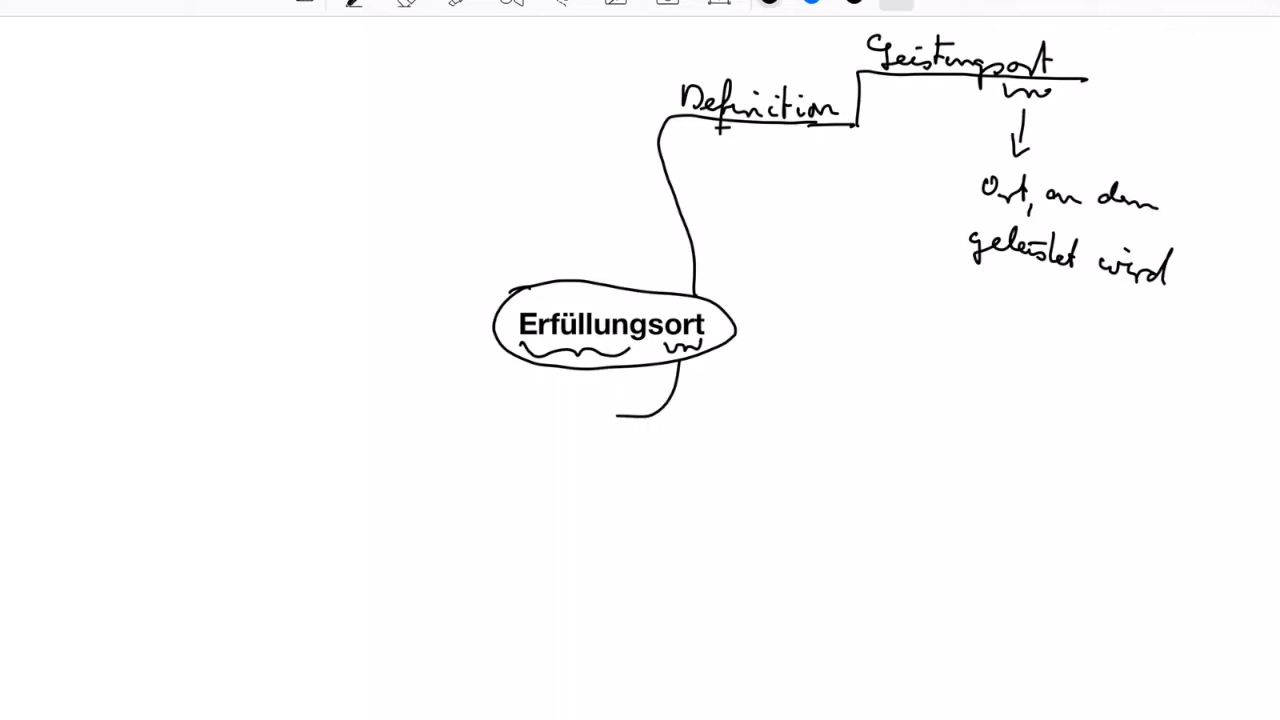 Leistungsort
Definition
Ort, an dem
geleistet wird
Erfüllungsort